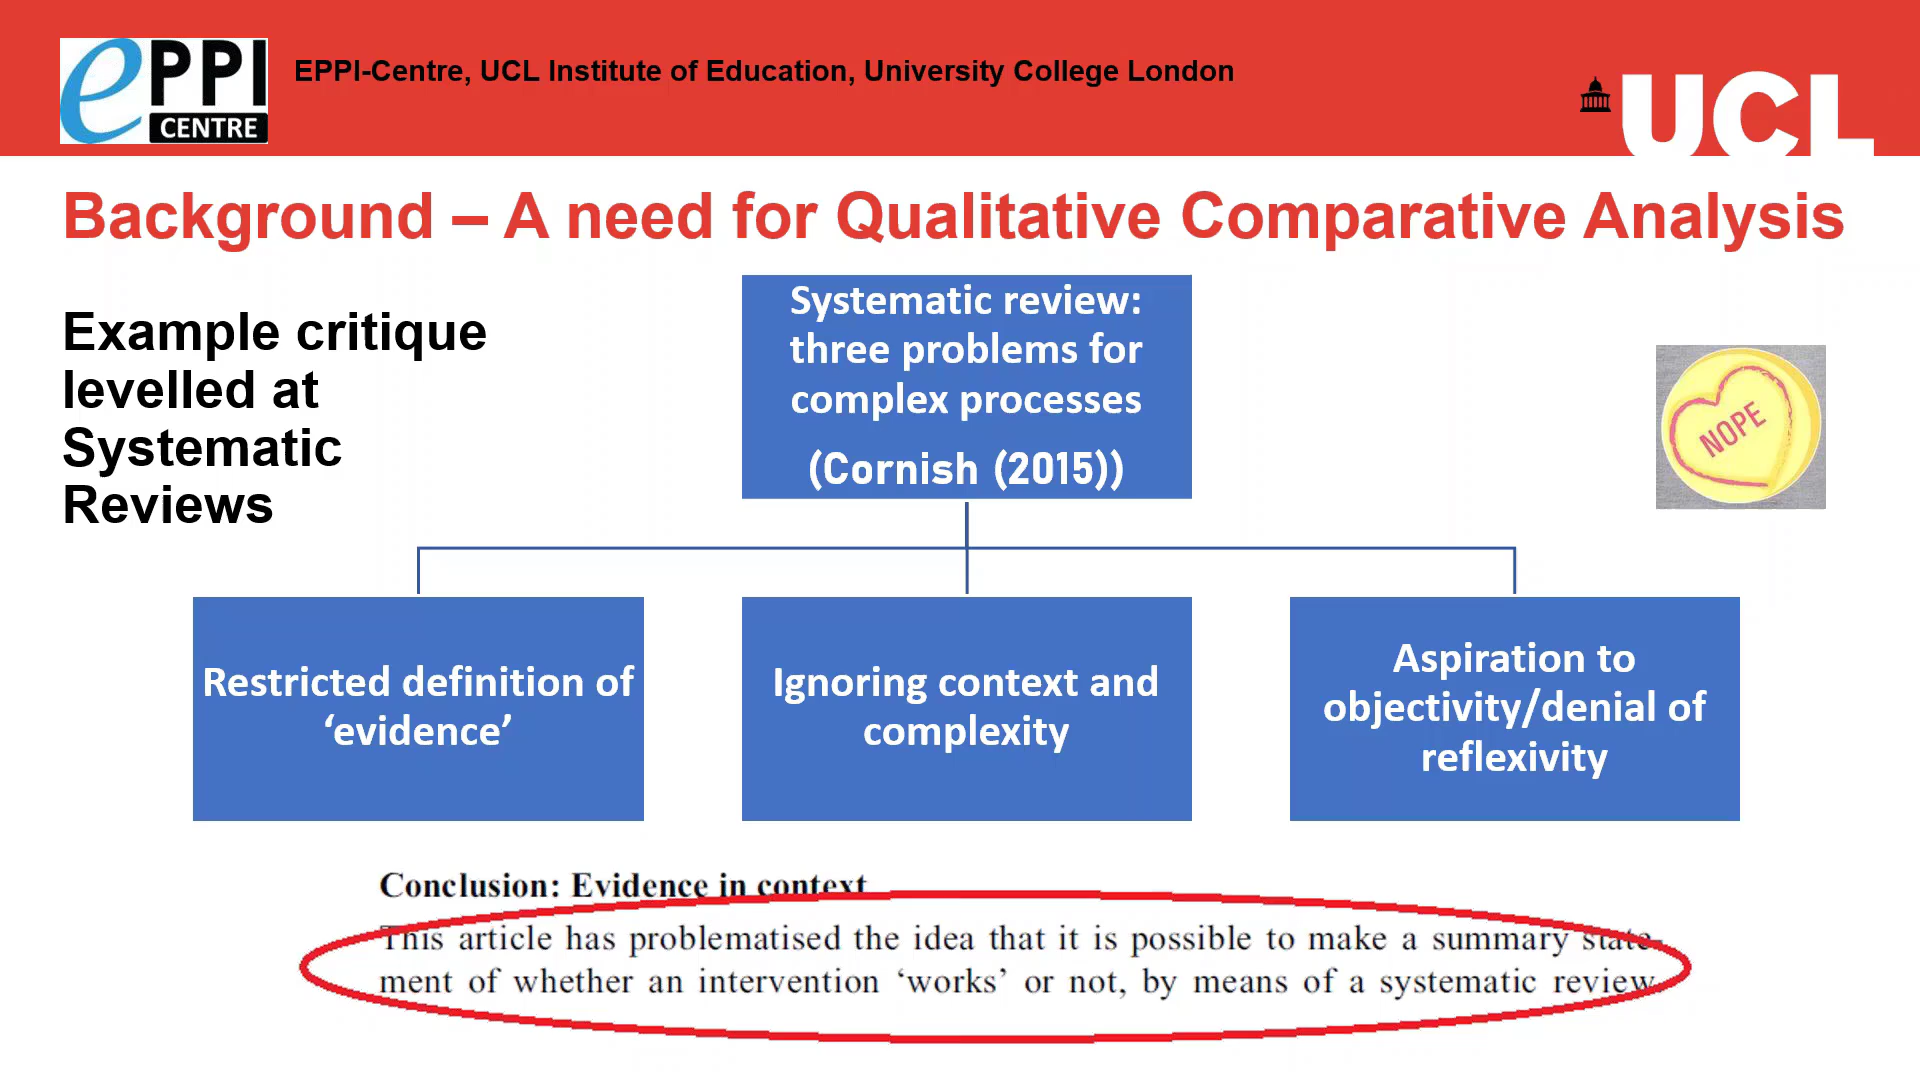 ePPI
CENTRE
EPPI-Centre, UCL Institute of Education, University College London
UCL
Background – A need for Qualitative Comparative Analysis
Example critique
levelled at
Systematic
Reviews
Systematic review:
three problems for
complex processes
(Cornish (2015))
NOPE
Restricted definition of
‘evidence’
Ignoring context and
complexity
Aspiration to
objectivity/denial of
reflexivity
Conclusion: Evidence in context
This article has problematised the idea that it is possible to make a summary state-
ment of whether an intervention ‘works’ or not, by means of a systematic review